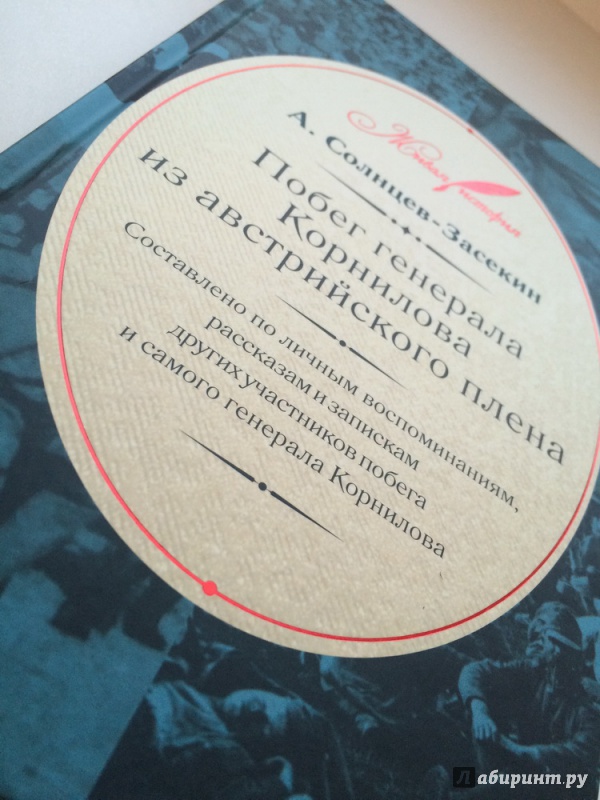 Живая история
А. Солнцев-Засекин
Побег генерала
Корнилова
из австрийского плена
Составлено по личным воспоминаниям,
рассказам и запискам
других участников побега
и самого генерала Корнилова
Лабиринт.ру